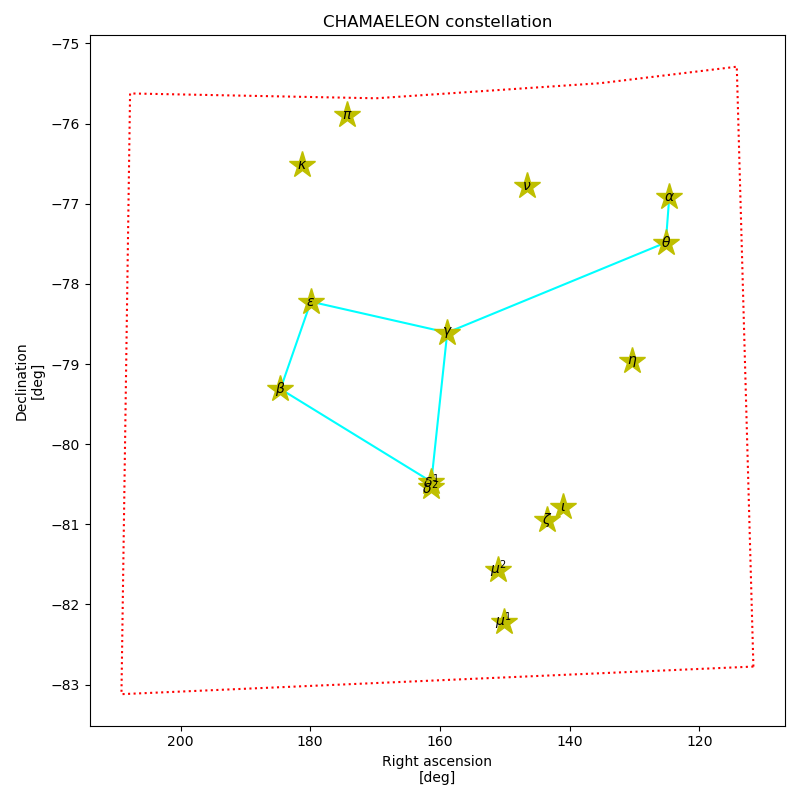 CHAMAELEON constellation
−75
−76
−77
−78
−79
−80
−81
−82
−83
Declination
[deg]
π
κ
ν
α
θ
ε
γ
η
β
δ¹
δ²
ι
ζ
μ²
μ¹
200
180
160
140
120
Right ascension
[deg]